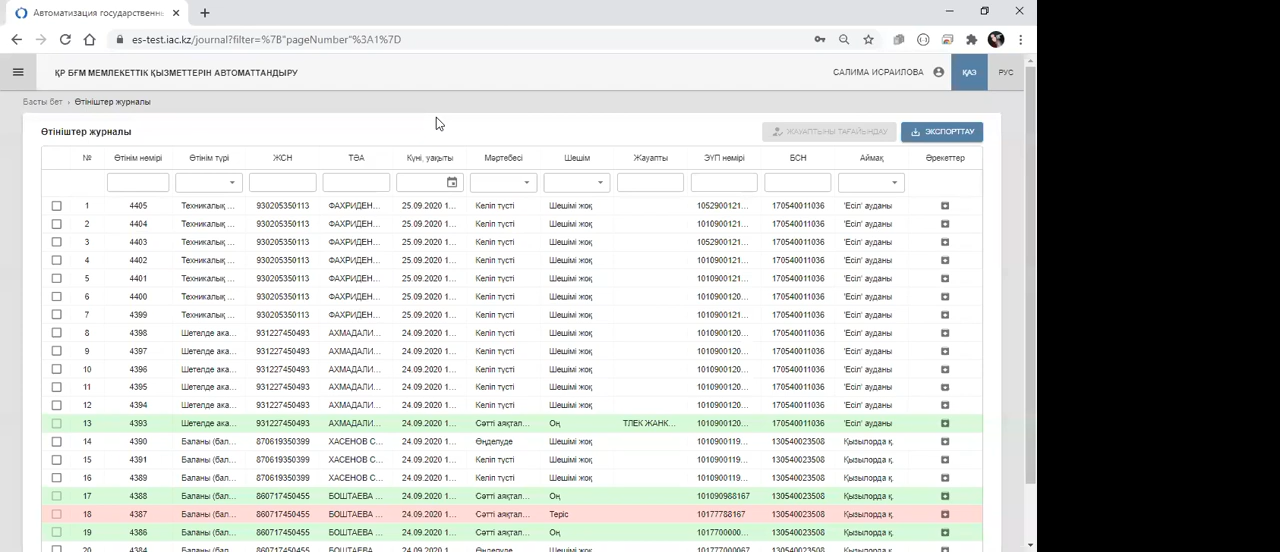 Автоматизация государственны
es-test.iac.kz/journal?filter=%7B"pageNumber"%3A1%7D
ҚР БҒМ МЕМЛЕКЕТТІК ҚЫЗМЕТТЕРІН АВТОМАТТАНДЫРУ
САЛИМА ИСРАИЛОВА ҚАЗ РУС
Басты бет › Өтініштер журналы
Өтініштер журналы
ЖАУАПТЫНЫ ТАҒАЙЫНДАУ ЭКСПОРТТАУ
№ Өтінім нөмірі Өтінім түрі ЖСН ТӘА Күні, уақыты Мәртебесі Шешім Жауапты ЭҮП нөмірі БСН Аймақ Әрекеттер
1 4405 Техникалық ... 930205350113 ФАХРИДЕН... 25.09.2020 1... Келіп түсті Шешімі жоқ 1052900121... 170540011036 'Есіл' ауданы
2 4404 Техникалық ... 930205350113 ФАХРИДЕН... 25.09.2020 1... Келіп түсті Шешімі жоқ 1010900121... 170540011036 'Есіл' ауданы
3 4403 Техникалық ... 930205350113 ФАХРИДЕН... 25.09.2020 1... Келіп түсті Шешімі жоқ 1052900121... 170540011036 'Есіл' ауданы
4 4402 Техникалық ... 930205350113 ФАХРИДЕН... 25.09.2020 1... Келіп түсті Шешімі жоқ 1010900121... 170540011036 'Есіл' ауданы
5 4401 Техникалық ... 930205350113 ФАХРИДЕН... 25.09.2020 1... Келіп түсті Шешімі жоқ 1010900121... 170540011036 'Есіл' ауданы
6 4400 Техникалық ... 930205350113 ФАХРИДЕН... 25.09.2020 1... Келіп түсті Шешімі жоқ 1010900120... 170540011036 'Есіл' ауданы
7 4399 Техникалық ... 930205350113 ФАХРИДЕН... 25.09.2020 1... Келіп түсті Шешімі жоқ 1010900120... 170540011036 'Есіл' ауданы
8 4398 Шетелде ака... 931227450493 АХМАДАЛИ... 24.09.2020 1... Келіп түсті Шешімі жоқ 1010900120... 170540011036 'Есіл' ауданы
9 4397 Шетелде ака... 931227450493 АХМАДАЛИ... 24.09.2020 1... Келіп түсті Шешімі жоқ 1010900120... 170540011036 'Есіл' ауданы
10 4396 Шетелде ака... 931227450493 АХМАДАЛИ... 24.09.2020 1... Келіп түсті Шешімі жоқ 1010900120... 170540011036 'Есіл' ауданы
11 4395 Шетелде ака... 931227450493 АХМАДАЛИ... 24.09.2020 1... Келіп түсті Шешімі жоқ 1010900120... 170540011036 'Есіл' ауданы
12 4394 Шетелде ака... 931227450493 АХМАДАЛИ... 24.09.2020 1... Келіп түсті Шешімі жоқ 1010900120... 170540011036 'Есіл' ауданы
13 4393 Шетелде ака... 931227450493 АХМАДАЛИ... 24.09.2020 1... Сәтті аяқтал... Оң ТЛЕК ЖАНК... 1010900120... 170540011036 'Есіл' ауданы
14 4390 Баланы (бал... 870619350399 ХАСЕНОВ С... 24.09.2020 1... Өңделуде Шешімі жоқ 1010900119... 130540023508 Қызылорда қ.
15 4391 Баланы (бал... 870619350399 ХАСЕНОВ С... 24.09.2020 1... Келіп түсті Шешімі жоқ 1010900119... 130540023508 Қызылорда қ.
16 4389 Баланы (бал... 870619350399 ХАСЕНОВ С... 24.09.2020 1... Келіп түсті Шешімі жоқ 1010900119... 130540023508 Қызылорда қ.
17 4388 Баланы (бал... 860717450455 БОШТАЕВА ... 24.09.2020 1... Сәтті аяқтал... Оң 101090988167 130540023508 Қызылорда қ.
18 4387 Баланы (бал... 860717450455 БОШТАЕВА ... 24.09.2020 1... Сәтті аяқтал... Теріс 10177788167 130540023508 Қызылорда қ.
19 4386 Баланы (бал... 860717450455 БОШТАЕВА ... 24.09.2020 1... Сәтті аяқтал... Оң 1017700000... 130540023508 Қызылорда қ.
20 4384 Баланы (бал... 860717450455 БОШТАЕВА ... 24.09.2020 1... Өңделуде Шешімі жоқ 1017770000067 130540023508 Қызылорда қ.